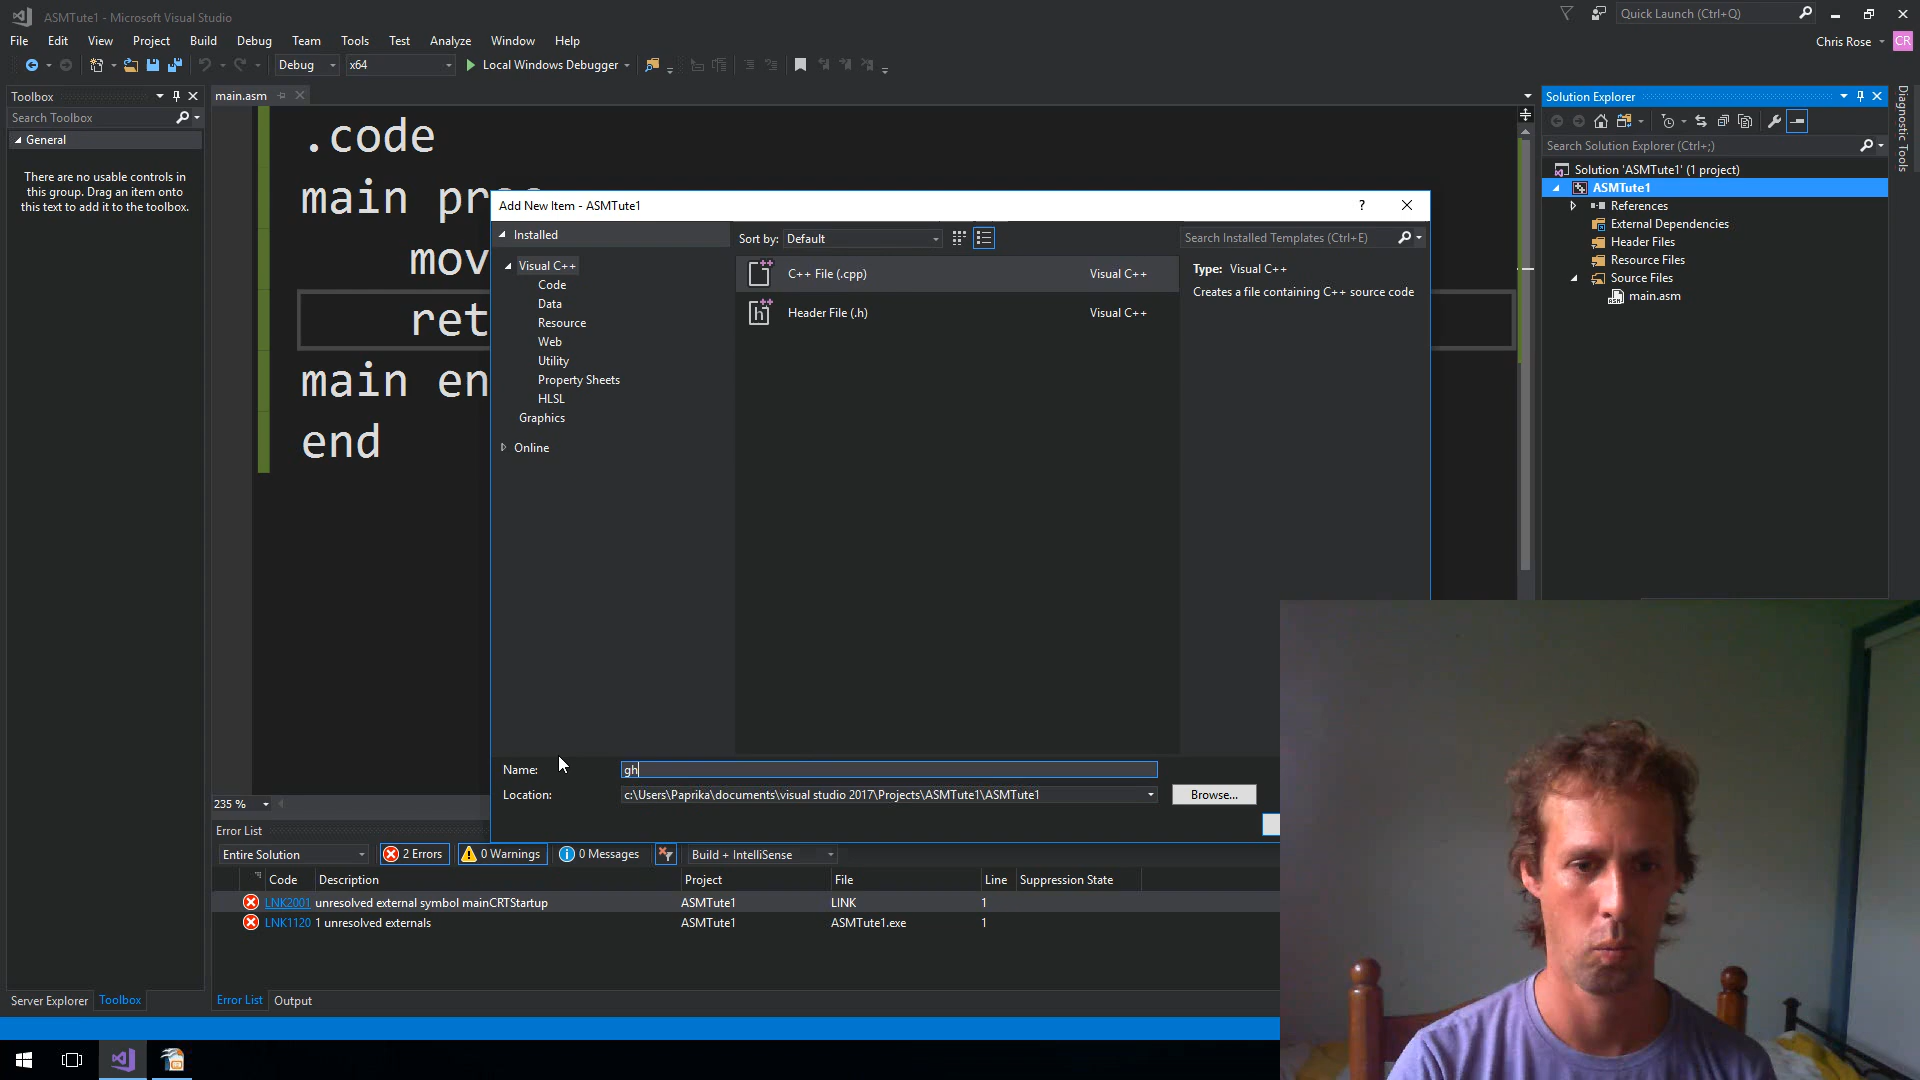 ASMTute1 - Microsoft Visual Studio
Quick Launch (Ctrl+Q)
File Edit View Project Build Debug Team Tools Test Analyze Window Help
Chris Rose CR
Debug x64 Local Windows Debugger
Toolbox
Search Toolbox
General
There are no usable controls in
this group. Drag an item onto
this text to add it to the toolbox.
main.asm
.code
main
mov
ret
main en
end
Add New Item - ASMTute1
?
Installed
Visual C++
Code
Data
Resource
Web
Utility
Property Sheets
HLSL
Graphics
Online
Sort by: Default
C++ File (.cpp) Visual C++
Header File (.h) Visual C++
Search Installed Templates (Ctrl+E)
Type: Visual C++
Creates a file containing C++ source code
Name: gh
Location: c:\Users\Paprika\documents\visual studio 2017\Projects\ASMTute1\ASMTute1
Browse...
Solution Explorer
Search Solution Explorer (Ctrl+;)
Solution 'ASMTute1' (1 project)
ASMTute1
References
External Dependencies
Header Files
Resource Files
Source Files
main.asm
Diagnostic Tools
235 %
Error List
Entire Solution 2 Errors 0 Warnings 0 Messages Build + IntelliSense
Code Description Project File Line Suppression State
LNK2001 unresolved external symbol mainCRTStartup ASMTute1 LINK 1
LNK1120 1 unresolved externals ASMTute1 ASMTute1.exe 1
Server Explorer Toolbox
Error List Output